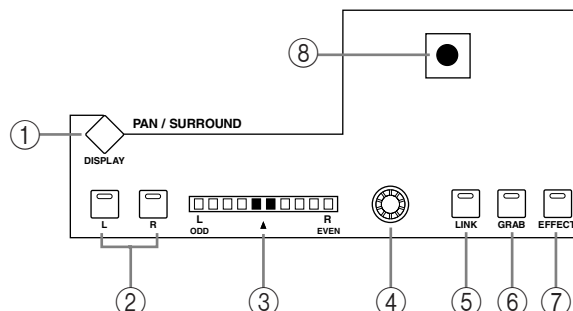 ⑧
①
PAN / SURROUND
DISPLAY
L R L R LINK GRAB EFFECT
ODD EVEN
② ③ ④ ⑤ ⑥ ⑦